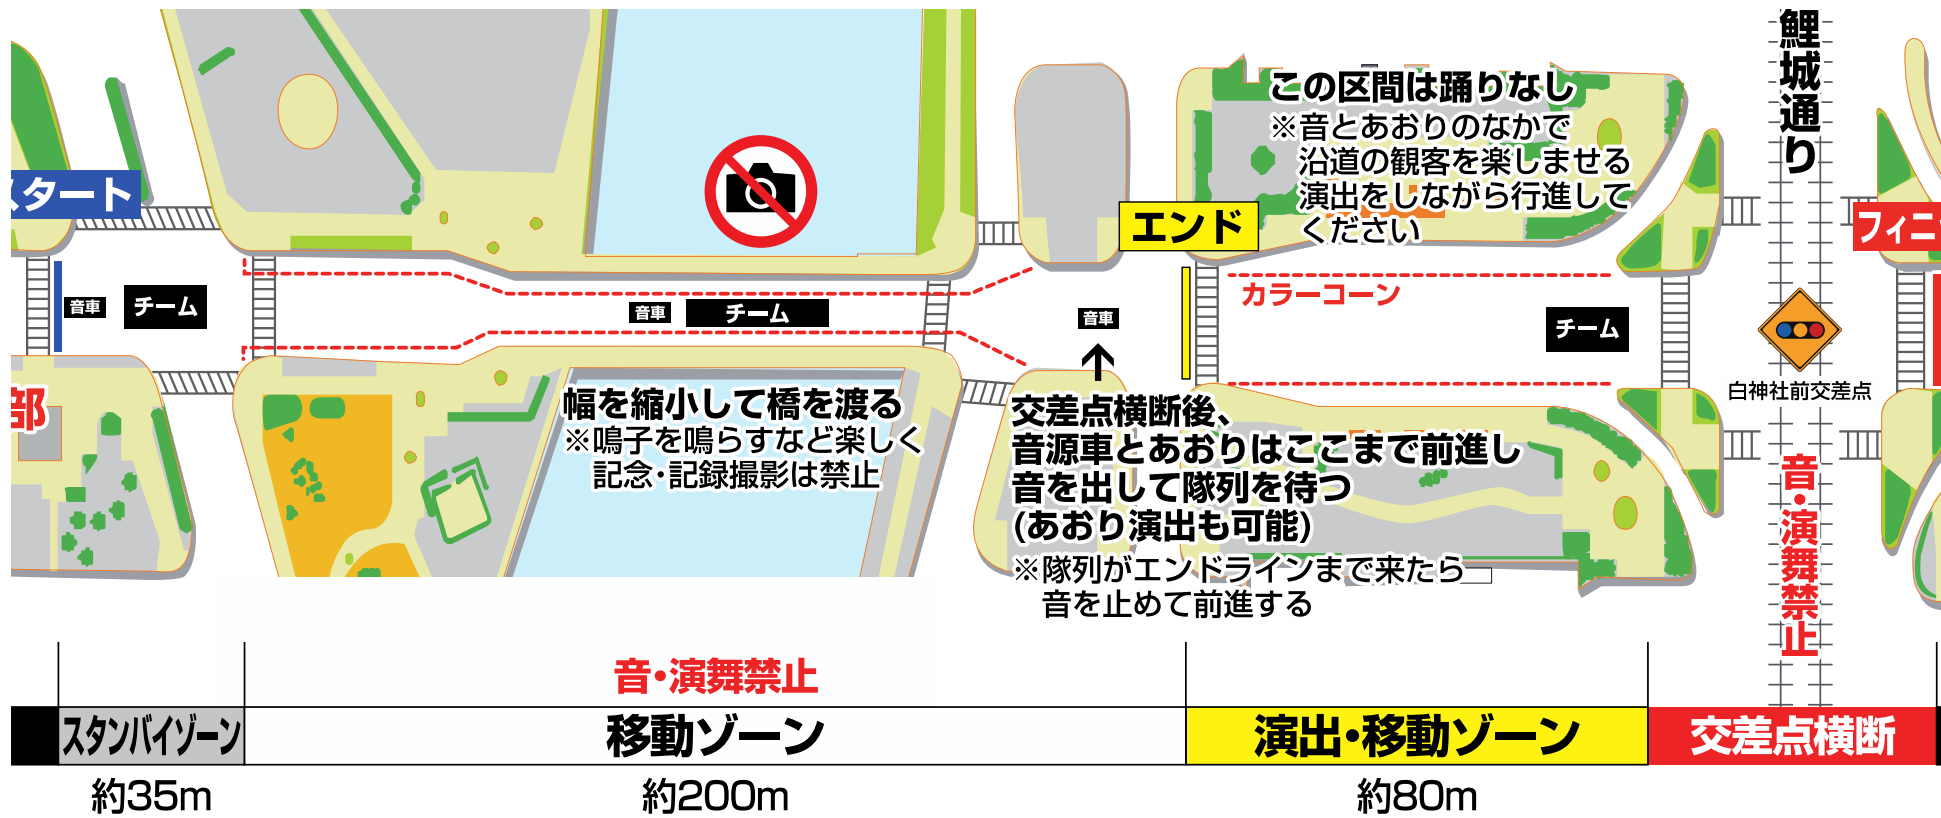 鯉城通り
この区間は踊りなし
※音とあおりのなかで
沿道の観客を楽しませる
演出をしながら行進して
ください
スタート
エンド
フィニ
カラーコーン
音車
チーム
音車
チーム
音車
チーム
白神社前交差点
部
幅を縮小して橋を渡る
※鳴子を鳴らすなど楽しく
記念・記録撮影は禁止
交差点横断後、
音源車とあおりはここまで前進し
音を出して隊列を待つ
(あおり演出も可能)
※隊列がエンドラインまで来たら
音を止めて前進する
音・演舞禁止
音・演舞禁止
スタンバイゾーン
移動ゾーン
演出・移動ゾーン
交差点横断
約35m
約200m
約80m